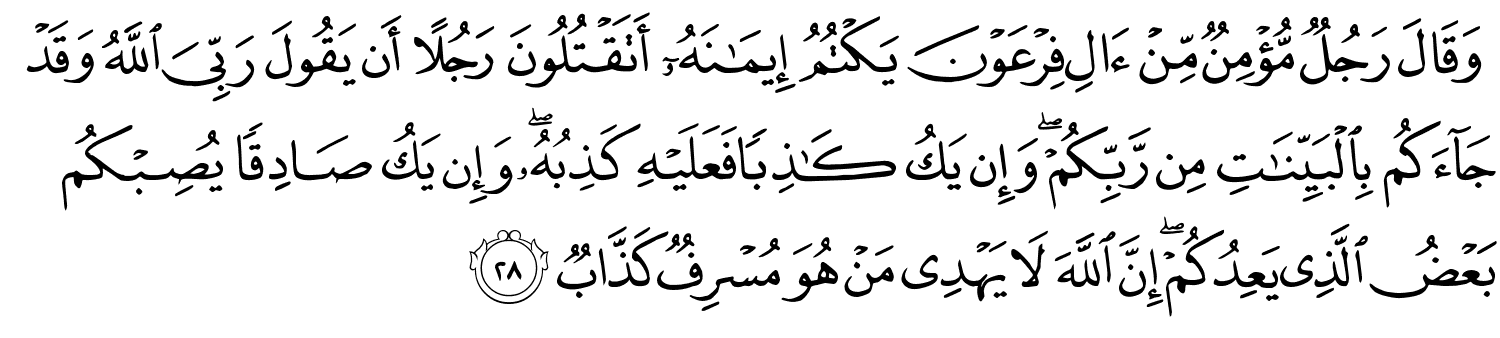 وَقَالَ رَجُلٌ مُّؤْمِنٌ مِّنْ ءَالِ فِرْعَوْنَ يَكْتُمُ إِيمَـٰنَهُۥٓ أَتَقْتُلُونَ رَجُلًا أَن يَقُولَ رَبِّىَ ٱللَّهُ وَقَدْ
جَآءَكُم بِٱلْبَيِّنَـٰتِ مِن رَّبِّكُمْ ۖ وَإِن يَكُ كَـٰذِبًا فَعَلَيْهِ كَذِبُهُۥ ۖ وَإِن يَكُ صَادِقًا يُصِبْكُم
بَعْضُ ٱلَّذِى يَعِدُكُمْ ۖ إِنَّ ٱللَّهَ لَا يَهْدِى مَنْ هُوَ مُسْرِفٌ كَذَّابٌ ٢٨